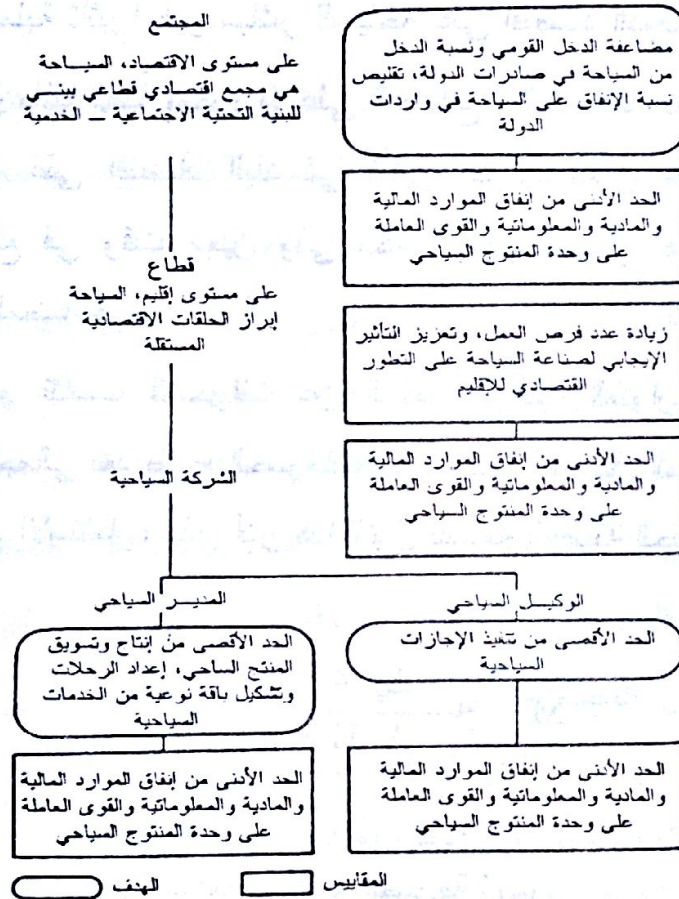 المجتمع
على مستوى الاقتصاد، السياحة
هي مجمع اقتصادي قطاعي بيني
للبنية التحتية الاجتماعية – الخدمية
مضاعفة الدخل القومي ونسبة الدخل
من السياحة في صادرات الدولة، تقليص
نسبة الإنفاق على السياحة في واردات
الدولة
الحد الأدنى من إنفاق الموارد المالية
والمادية والمعلوماتية والقوى العاملة
على وحدة المنتوج السياحي
قطاع
على مستوى إقليم، السياحة
إبراز الحلقات الاقتصادية
المستقلة
زيادة عدد فرص العمل، وتعزيز التأثير
الإيجابي لصناعة السياحة على التطور
القتصادي للإقليم
الشركة السياحية
الحد الأدنى من إنفاق الموارد المالية
والمادية والمعلوماتية والقوى العاملة
على وحدة المنتوج السياحي
الوكيل السياحي
الحد الأقصى من تنفيذ الإجازات
السياحية
الحد الأدنى من إنفاق الموارد المالية
والمادية والمعلوماتية والقوى العاملة
على وحدة المنتوج السياحي
المدير السياحي
الحد الأقصى من إنتاج وتسويق
المنتج الساحي، إعداد الرحلات
وتشكيل باقة نوعية من الخدمات
السياحية
الحد الأدنى من إنفاق الموارد المالية
والمادية والمعلوماتية والقوى العاملة
على وحدة المنتوج السياحي
المقاييس
الهدف